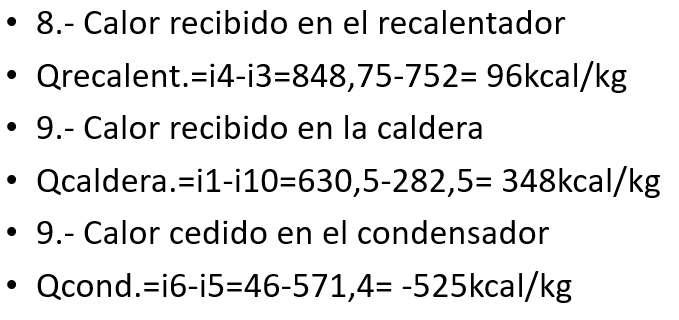 • 8.- Calor recibido en el recalentador
• Qrecalent.=i4-i3=848,75-752= 96kcal/kg
• 9.- Calor recibido en la caldera
• Qcaldera.=i1-i10=630,5-282,5= 348kcal/kg
• 9.- Calor cedido en el condensador
• Qcond.=i6-i5=46-571,4= -525kcal/kg